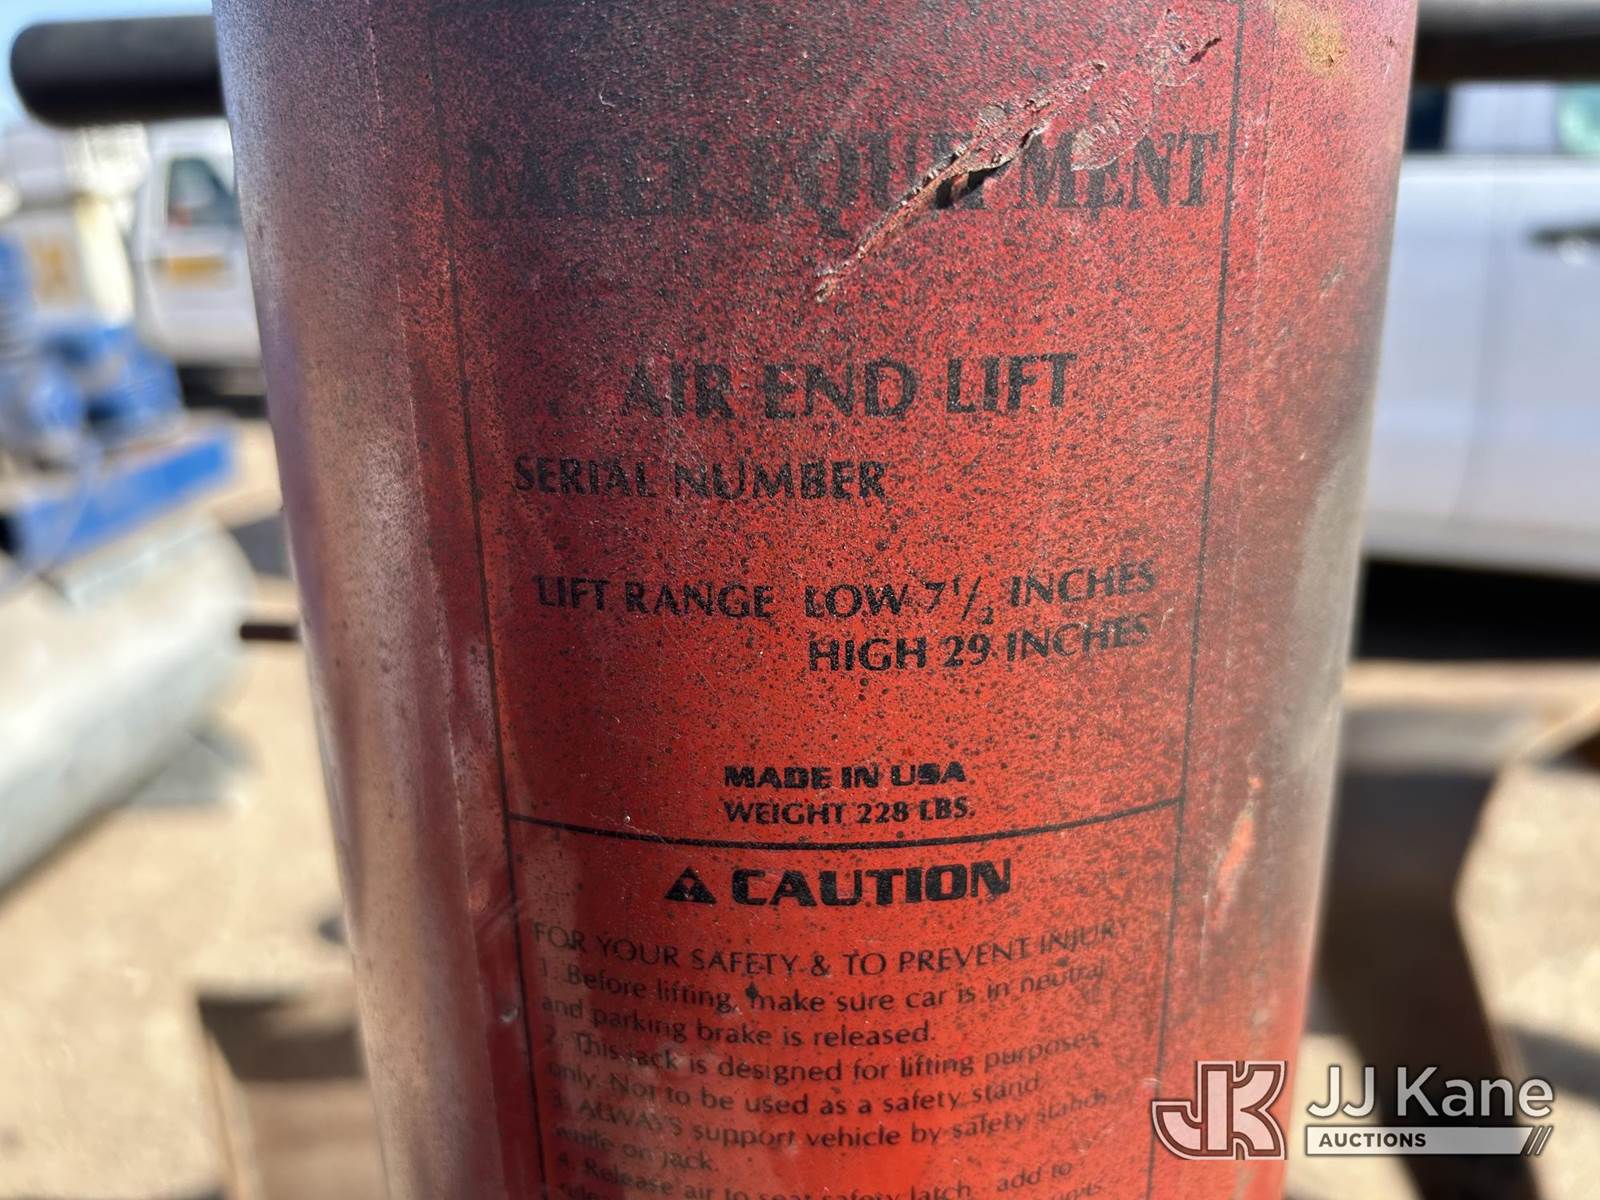 EAGLE EQUIPMENT
AIR END LIFT
SERIAL NUMBER
LIFT RANGE LOW 7 1/2 INCHES
HIGH 29 INCHES
MADE IN USA
WEIGHT 228 LBS.
CAUTION
FOR YOUR SAFETY & TO PREVENT INJURY
1. Before lifting, make sure car is in neutral
and parking brake is released.
2. This jack is designed for lifting purposes
only. Not to be used as a safety stand.
3. ALWAYS support vehicle by safety stands
while on jack.
4. Release air to seat safety latch - add to
JK JJ Kane
AUCTIONS